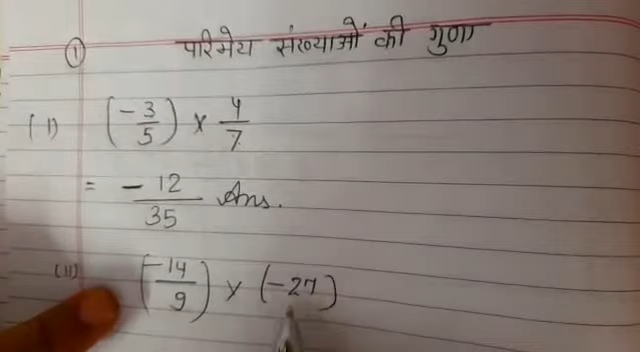 ① परिमेय संख्याओं की गुणा
(I) (-3/5) × 4/7
= -12/35 Ans.
(II) (-14/9) × (-27)